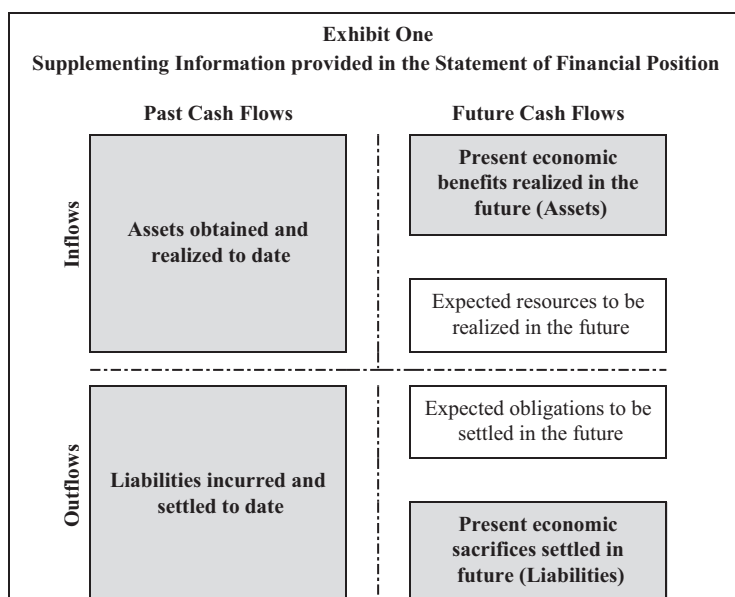 Exhibit One
Supplementing Information provided in the Statement of Financial Position
Past Cash Flows
Future Cash Flows
Inflows
Assets obtained and
realized to date
Present economic
benefits realized in the
future (Assets)
Expected resources to be
realized in the future
Outflows
Liabilities incurred and
settled to date
Expected obligations to be
settled in the future
Present economic
sacrifices settled in
future (Liabilities)